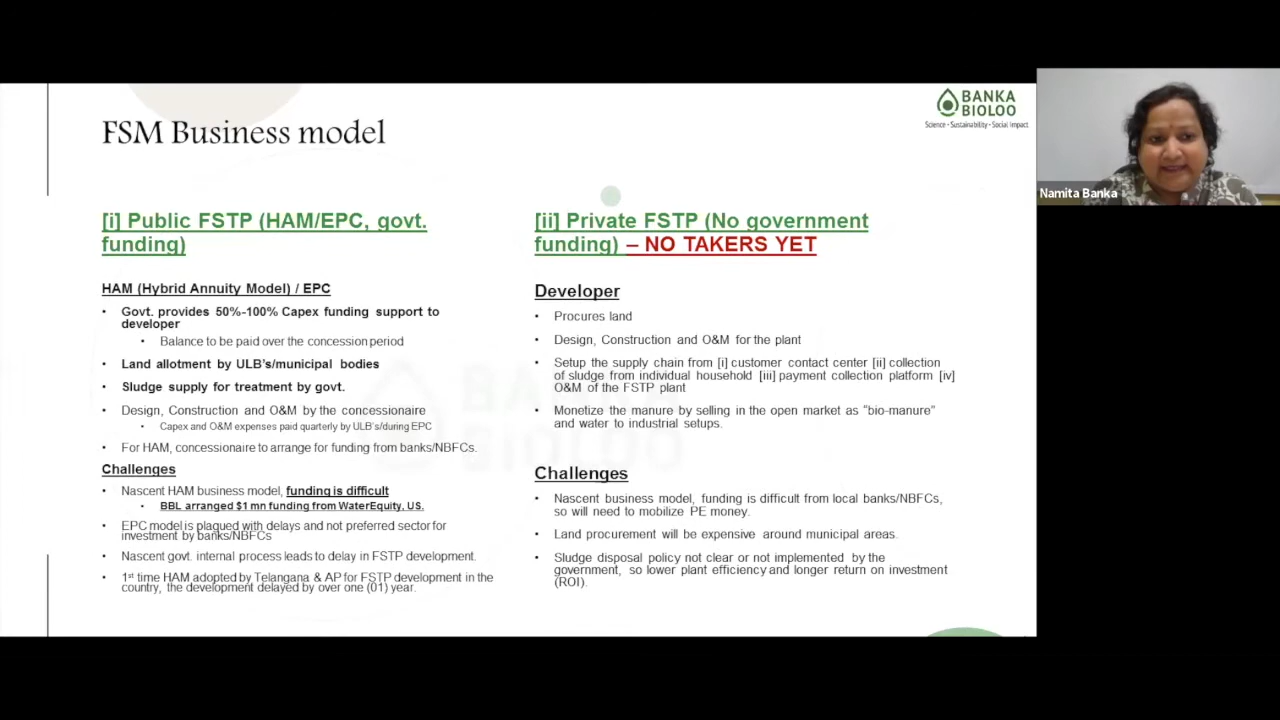 FSM Business model
BANKA
BIOLOO
Science • Sustainability • Social Impact
Namita Banka
[i] Public FSTP (HAM/EPC, govt.
funding)
HAM (Hybrid Annuity Model) / EPC
• Govt. provides 50%-100% Capex funding support to
developer
• Balance to be paid over the concession period
• Land allotment by ULB's/municipal bodies
• Sludge supply for treatment by govt.
• Design, Construction and O&M by the concessionaire
• Capex and O&M expenses paid quarterly by ULB's/during EPC
• For HAM, concessionaire to arrange for funding from banks/NBFCs.
Challenges
• Nascent HAM business model, funding is difficult
• BBL arranged $1 mn funding from WaterEquity, US.
• EPC model is plagued with delays and not preferred sector for
investment by banks/NBFCs
• Nascent govt. internal process leads to delay in FSTP development.
• 1st time HAM adopted by Telangana & AP for FSTP development in the
country, the development delayed by over one (01) year.
[ii] Private FSTP (No government
funding) – NO TAKERS YET
Developer
• Procures land
• Design, Construction and O&M for the plant
• Setup the supply chain from [i] customer contact center [ii] collection
of sludge from individual household [iii] payment collection platform [iv]
O&M of the FSTP plant
• Monetize the manure by selling in the open market as "bio-manure"
and water to industrial setups.
Challenges
• Nascent business model, funding is difficult from local banks/NBFCs,
so will need to mobilize PE money.
• Land procurement will be expensive around municipal areas.
• Sludge disposal policy not clear or not implemented by the
government, so lower plant efficiency and longer return on investment
(ROI).
BANKA
BIOLOO